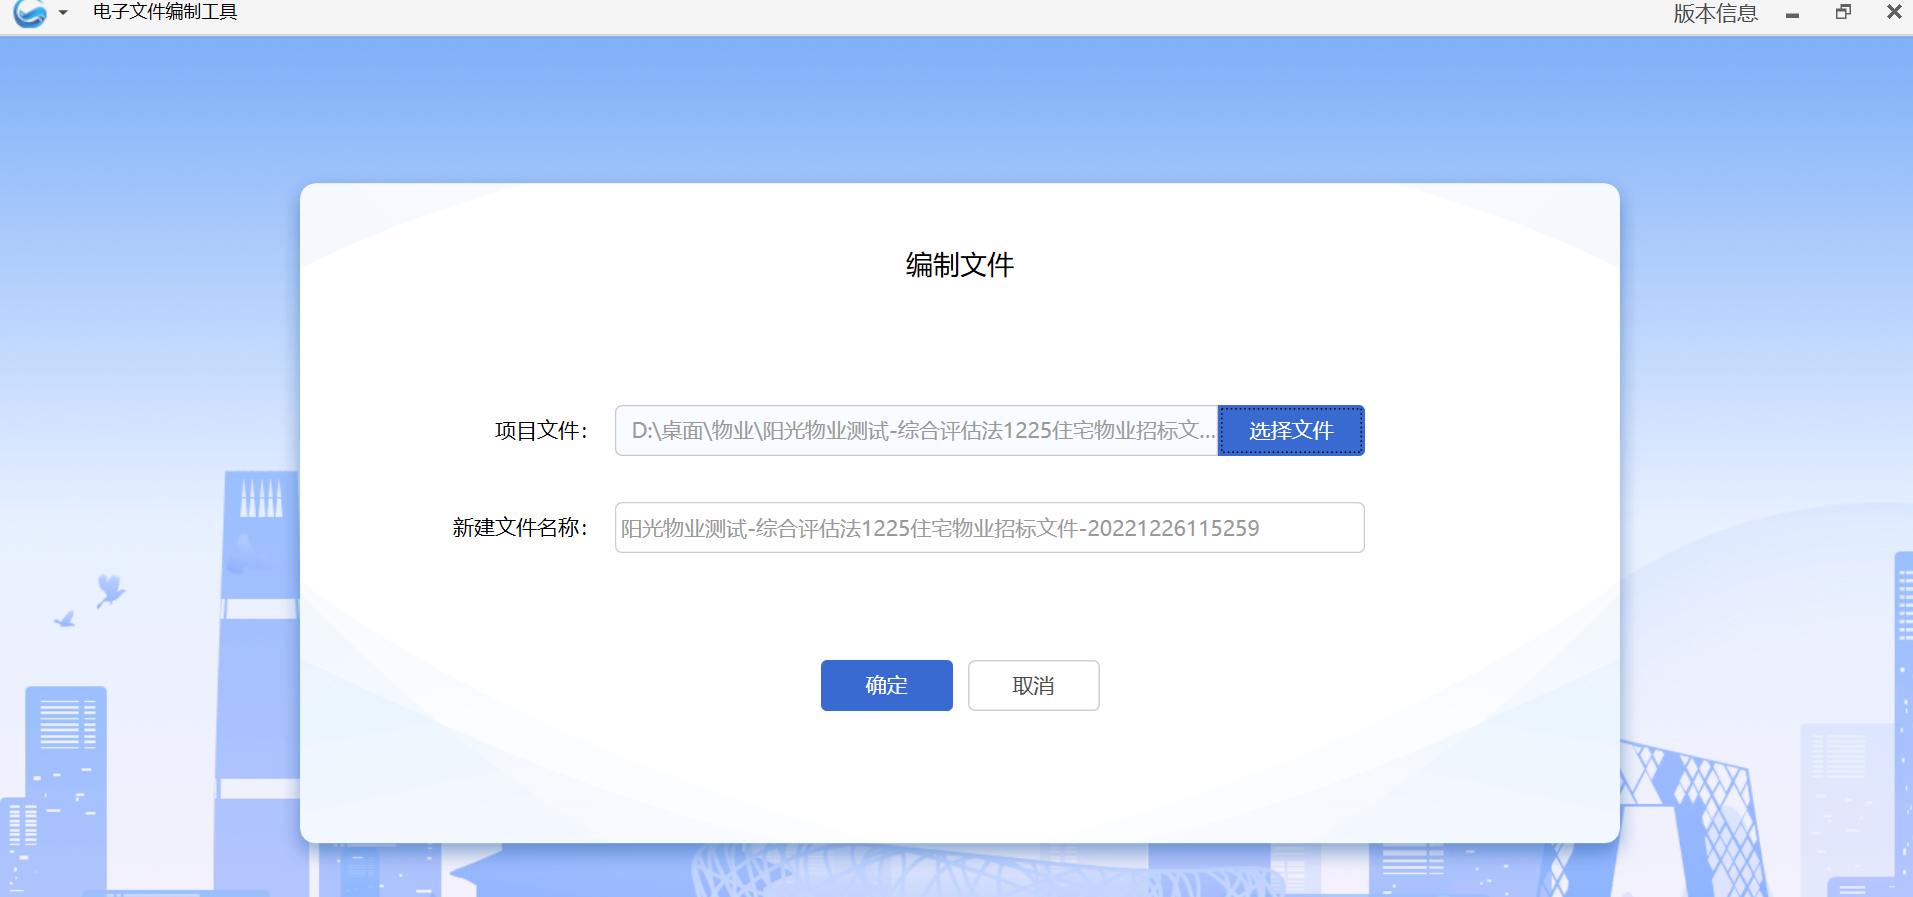 电子文件编制工具
版本信息
编制文件
项目文件：
D:\桌面\物业\阳光物业测试-综合评估法1225住宅物业招标文...
选择文件
新建文件名称：
阳光物业测试-综合评估法1225住宅物业招标文件-20221226115259
确定
取消